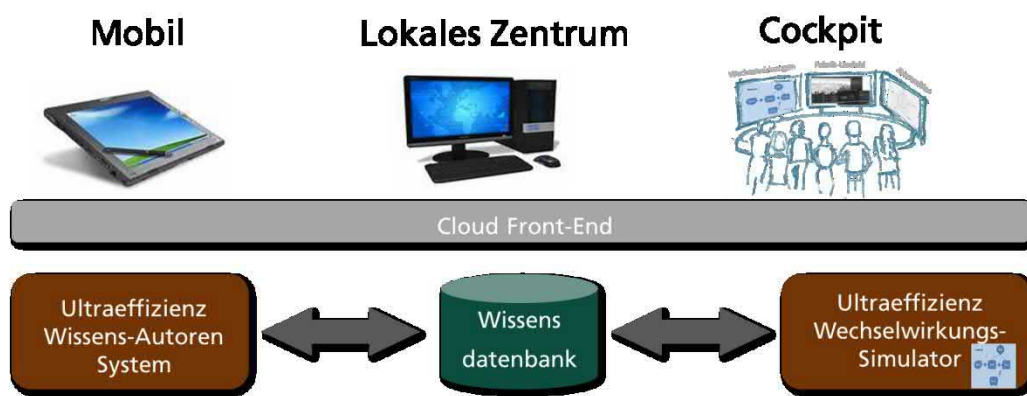 Mobil
Lokales Zentrum
Cockpit
Cloud Front-End
Ultraeffizienz
Wissens-Autoren
System
Wissens
datenbank
Ultraeffizienz
Wechselwirkungs-
Simulator